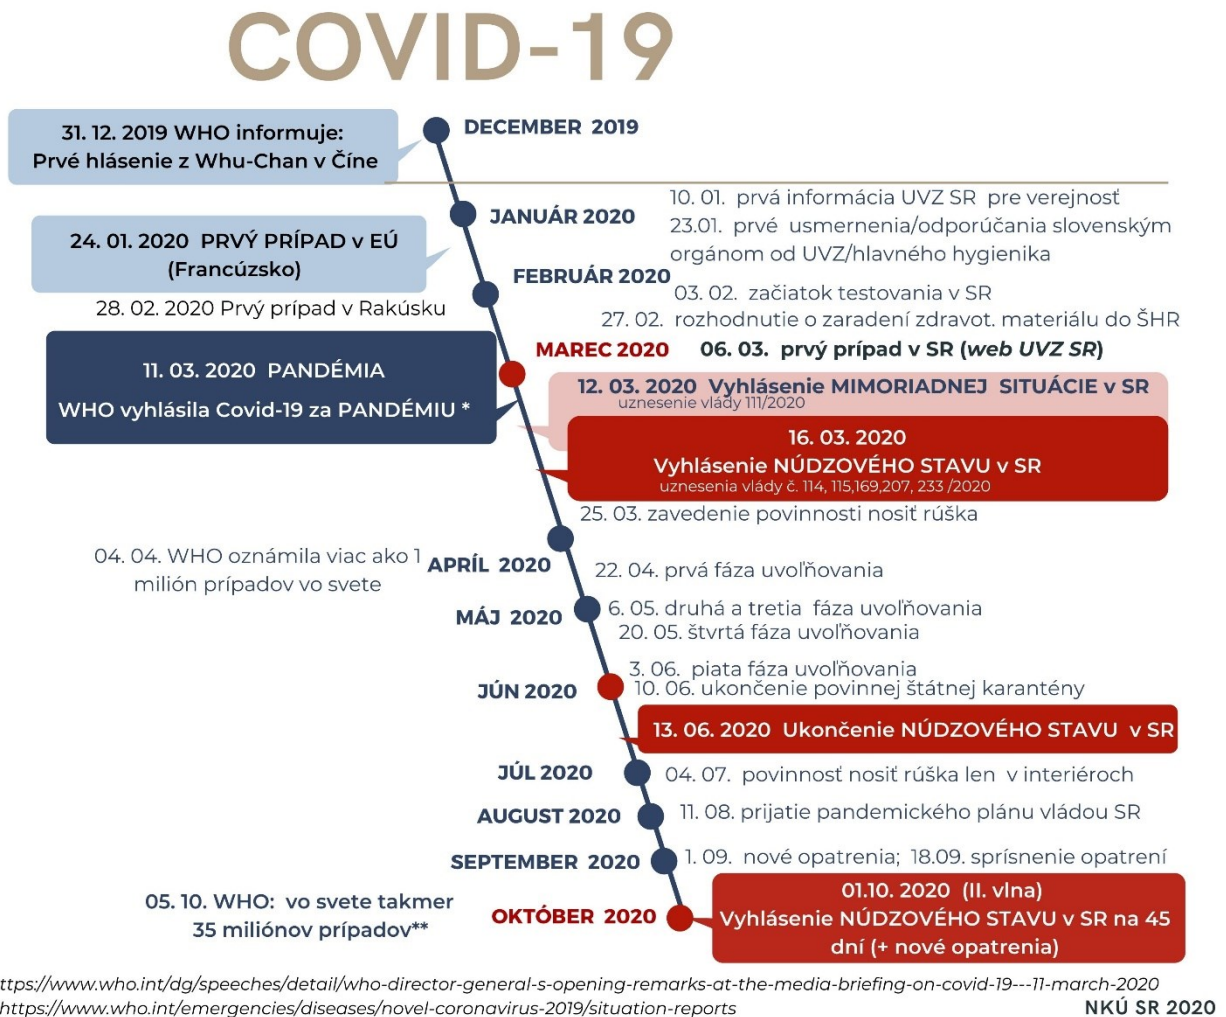 COVID-19
31. 12. 2019 WHO informuje:
Prvé hlásenie z Whu-Chan v Číne
DECEMBER 2019
JANUÁR 2020
10. 01. prvá informácia UVZ SR pre verejnosť
23.01. prvé usmernenia/odporúčania slovenským
orgánom od UVZ/hlavného hygienika
24. 01. 2020 PRVÝ PRÍPAD v EÚ
(Francúzsko)
FEBRUÁR 2020
03. 02. začiatok testovania v SR
28. 02. 2020 Prvý prípad v Rakúsku
27. 02. rozhodnutie o zaradení zdravot. materiálu do ŠHR
MAREC 2020
06. 03. prvý prípad v SR (web UVZ SR)
11. 03. 2020 PANDÉMIA
WHO vyhlásila Covid-19 za PANDÉMIU *
12. 03. 2020 Vyhlásenie MIMORIADNEJ SITUÁCIE v SR
uznesenie vlády 111/2020
16. 03. 2020
Vyhlásenie NÚDZOVÉHO STAVU v SR
uznesenia vlády č. 114, 115,169,207, 233 /2020
25. 03. zavedenie povinnosti nosiť rúška
04. 04. WHO oznámila viac ako 1
milión prípadov vo svete
APRÍL 2020
22. 04. prvá fáza uvoľňovania
MÁJ 2020
6. 05. druhá a tretia fáza uvoľňovania
20. 05. štvrtá fáza uvoľňovania
3. 06. piata fáza uvoľňovania
JÚN 2020
10. 06. ukončenie povinnej štátnej karantény
13. 06. 2020 Ukončenie NÚDZOVÉHO STAVU v SR
JÚL 2020
04. 07. povinnosť nosiť rúška len v interiéroch
AUGUST 2020
11. 08. prijatie pandemického plánu vládou SR
SEPTEMBER 2020
1. 09. nové opatrenia; 18.09. sprísnenie opatrení
05. 10. WHO: vo svete takmer
35 miliónov prípadov**
OKTÓBER 2020
01.10. 2020 (II. vlna)
Vyhlásenie NÚDZOVÉHO STAVU v SR na 45
dní (+ nové opatrenia)
ttps://www.who.int/dg/speeches/detail/who-director-general-s-opening-remarks-at-the-media-briefing-on-covid-19---11-march-2020
https://www.who.int/emergencies/diseases/novel-coronavirus-2019/situation-reports
NKÚ SR 2020